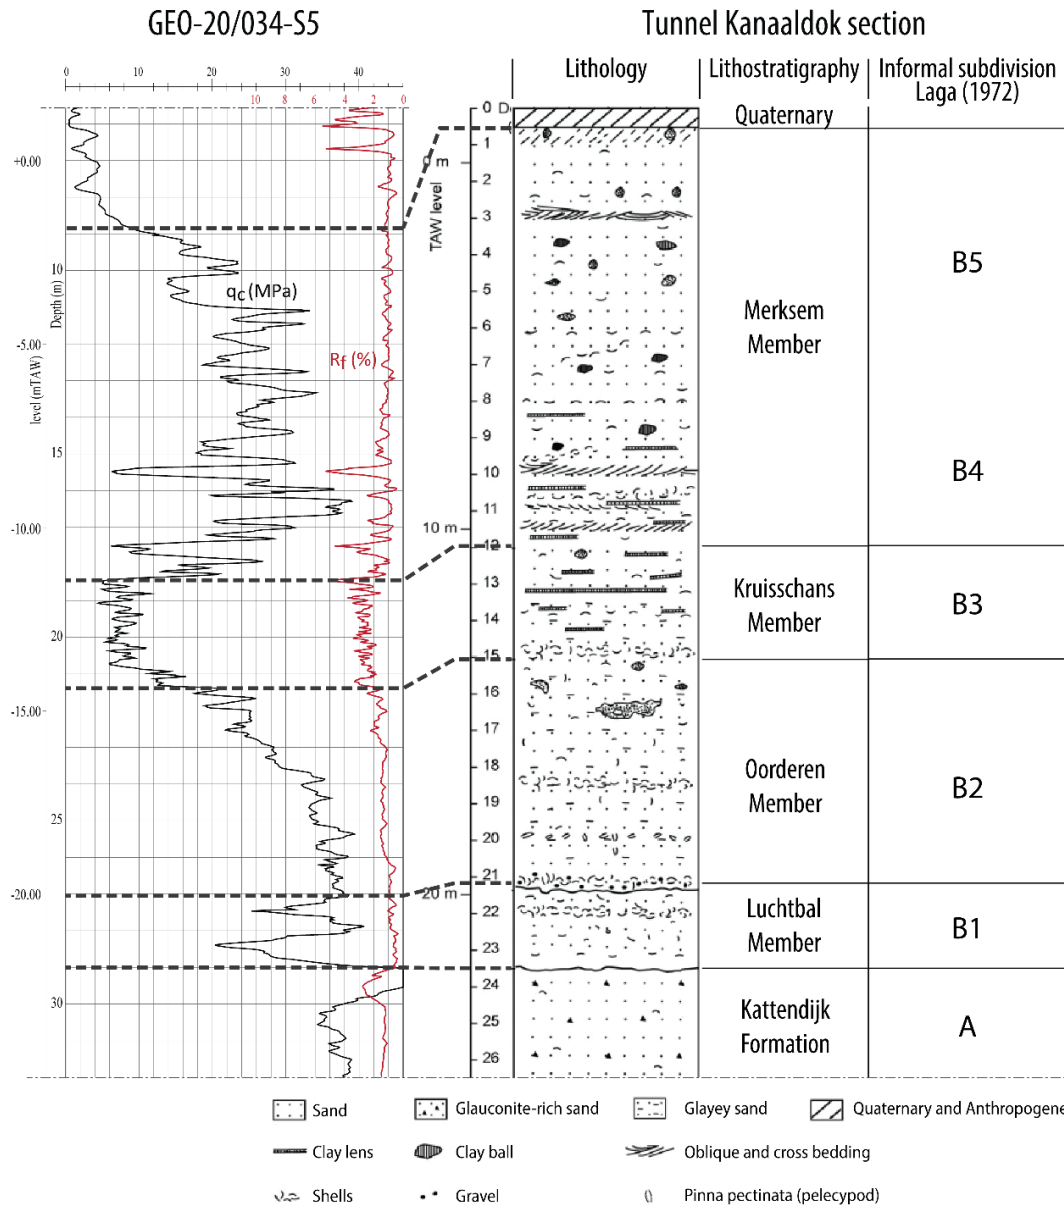 GEO-20/034-S5
Tunnel Kanaaldok section
0 10 20 30 40
10 8 6 4 2 0
Lithology
Lithostratigraphy
Informal subdivision
Laga (1972)
+0.00
10
-5.00
15
-10.00
20
-15.00
25
-20.00
30
Depth (m)
level (mTAW)
qc (MPa)
Rf (%)
0 D
0 m
TAW level
1
2
3
4
5
6
7
8
9
10
11
10 m
12
13
14
15
16
17
18
19
20
21
20 m
22
23
24
25
26
Quaternary
Merksem
Member
Kruisschans
Member
Oorderen
Member
Luchtbal
Member
Kattendijk
Formation
B5
B4
B3
B2
B1
A
Sand
Glauconite-rich sand
Glayey sand
Quaternary and Anthropogene
Clay lens
Clay ball
Oblique and cross bedding
Shells
Gravel
Pinna pectinata (pelecypod)